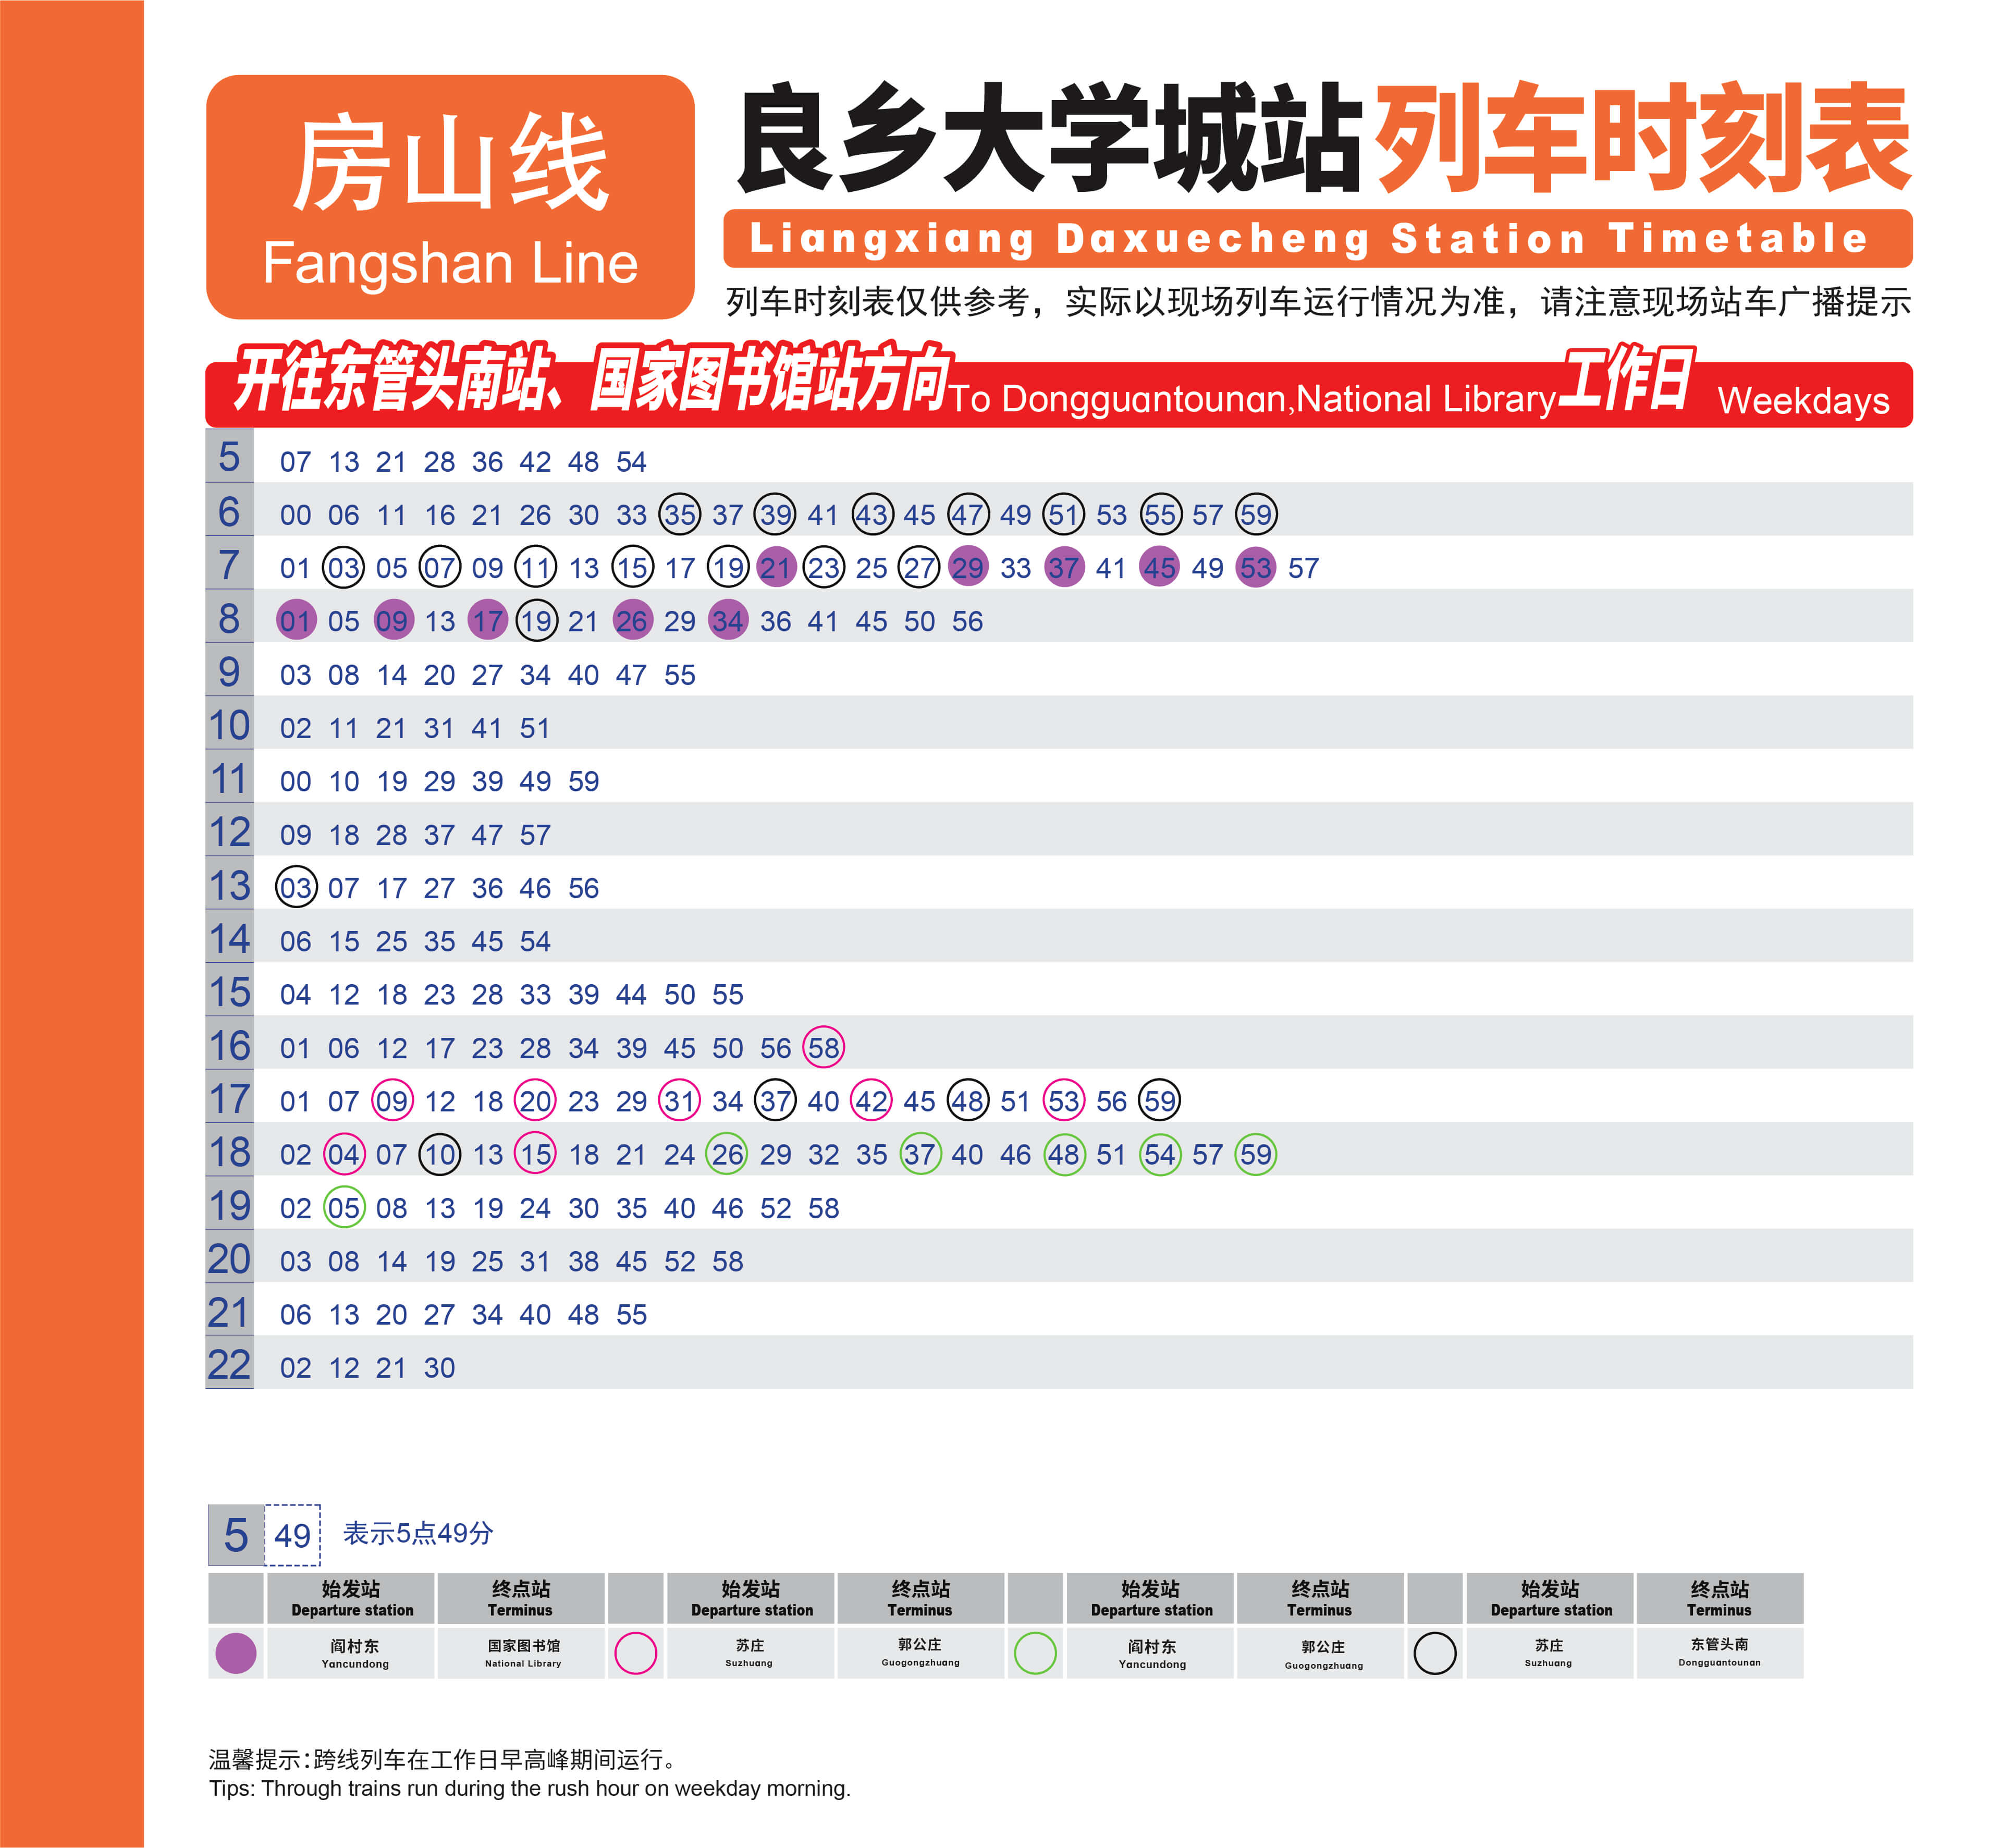 房山线
Fangshan Line
良乡大学城站列车时刻表
Liangxiang Daxuecheng Station Timetable
列车时刻表仅供参考，实际以现场列车运行情况为准，请注意现场站车广播提示
开往东管头南站、国家图书馆站方向To Dongguantounan,National Library工作日 Weekdays
5 07 13 21 28 36 42 48 54
6 00 06 11 16 21 26 30 33 35 37 39 41 43 45 47 49 51 53 55 57 59
7 01 03 05 07 09 11 13 15 17 19 21 23 25 27 29 33 37 41 45 49 53 57
8 01 05 09 13 17 19 21 26 29 34 36 41 45 50 56
9 03 08 14 20 27 34 40 47 55
10 02 11 21 31 41 51
11 00 10 19 29 39 49 59
12 09 18 28 37 47 57
13 03 07 17 27 36 46 56
14 06 15 25 35 45 54
15 04 12 18 23 28 33 39 44 50 55
16 01 06 12 17 23 28 34 39 45 50 56 58
17 01 07 09 12 18 20 23 29 31 34 37 40 42 45 48 51 53 56 59
18 02 04 07 10 13 15 18 21 24 26 29 32 35 37 40 46 48 51 54 57 59
19 02 05 08 13 19 24 30 35 40 46 52 58
20 03 08 14 19 25 31 38 45 52 58
21 06 13 20 27 34 40 48 55
22 02 12 21 30
5 49 表示5点49分
始发站 终点站 始发站 终点站 始发站 终点站 始发站 终点站
Departure station Terminus Departure station Terminus Departure station Terminus Departure station Terminus
阎村东 国家图书馆 苏庄 郭公庄 阎村东 郭公庄 苏庄 东管头南
Yancundong National Library Suzhuang Guogongzhuang Yancundong Guogongzhuang Suzhuang Dongguantounan
温馨提示：跨线列车在工作日早高峰期间运行。
Tips: Through trains run during the rush hour on weekday morning.